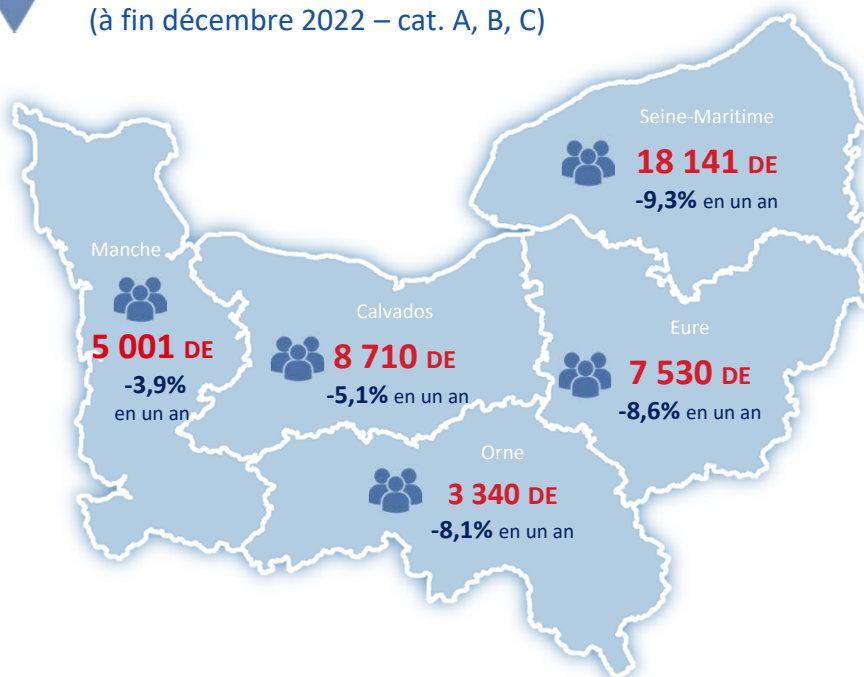 (à fin décembre 2022 – cat. A, B, C)
Seine-Maritime
18 141 DE
-9,3% en un an
Manche
5 001 DE
-3,9%
en un an
Calvados
8 710 DE
-5,1% en un an
Eure
7 530 DE
-8,6% en un an
Orne
3 340 DE
-8,1% en un an